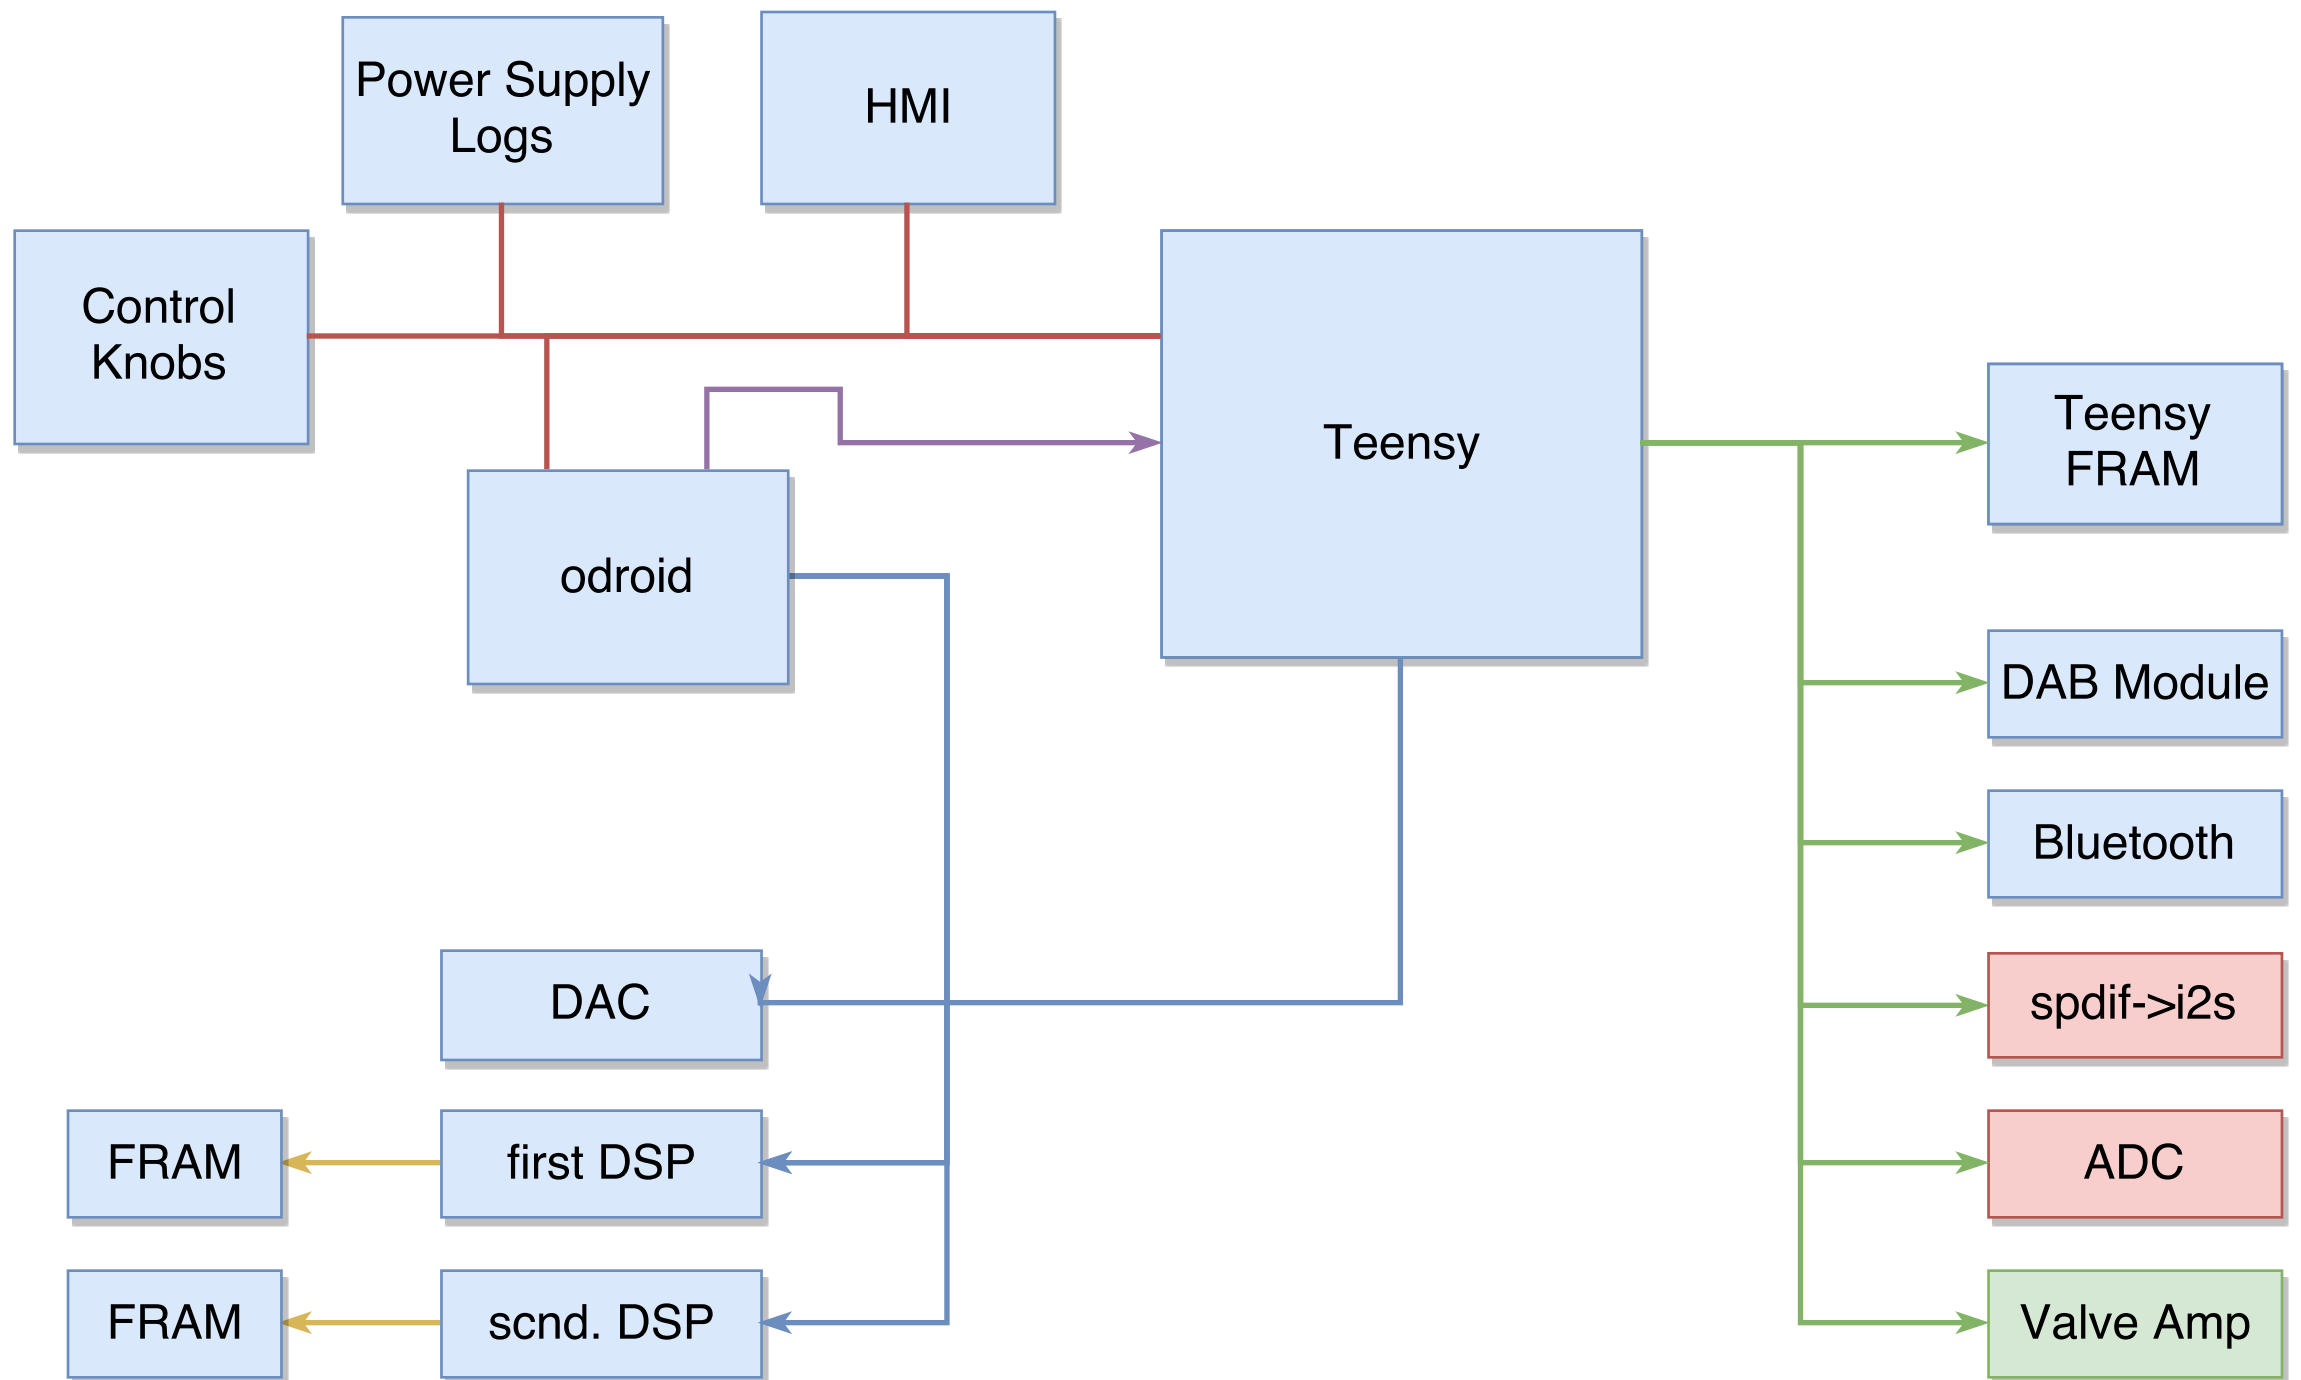 Power Supply
Logs
HMI
Control
Knobs
Teensy
Teensy
FRAM
odroid
DAB Module
Bluetooth
DAC
spdif->i2s
FRAM
first DSP
ADC
FRAM
scnd. DSP
Valve Amp